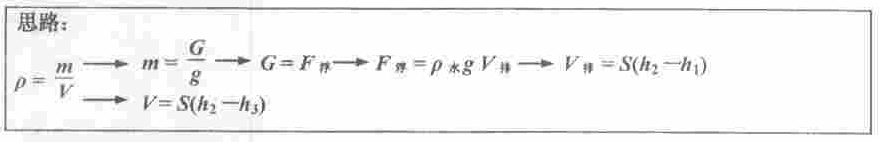 思路：
ρ = m/V → m = G/g → G = F浮 → F浮 = ρ水g V排 → V排 = S(h₂－h₁)
→ V = S(h₂－h₃)